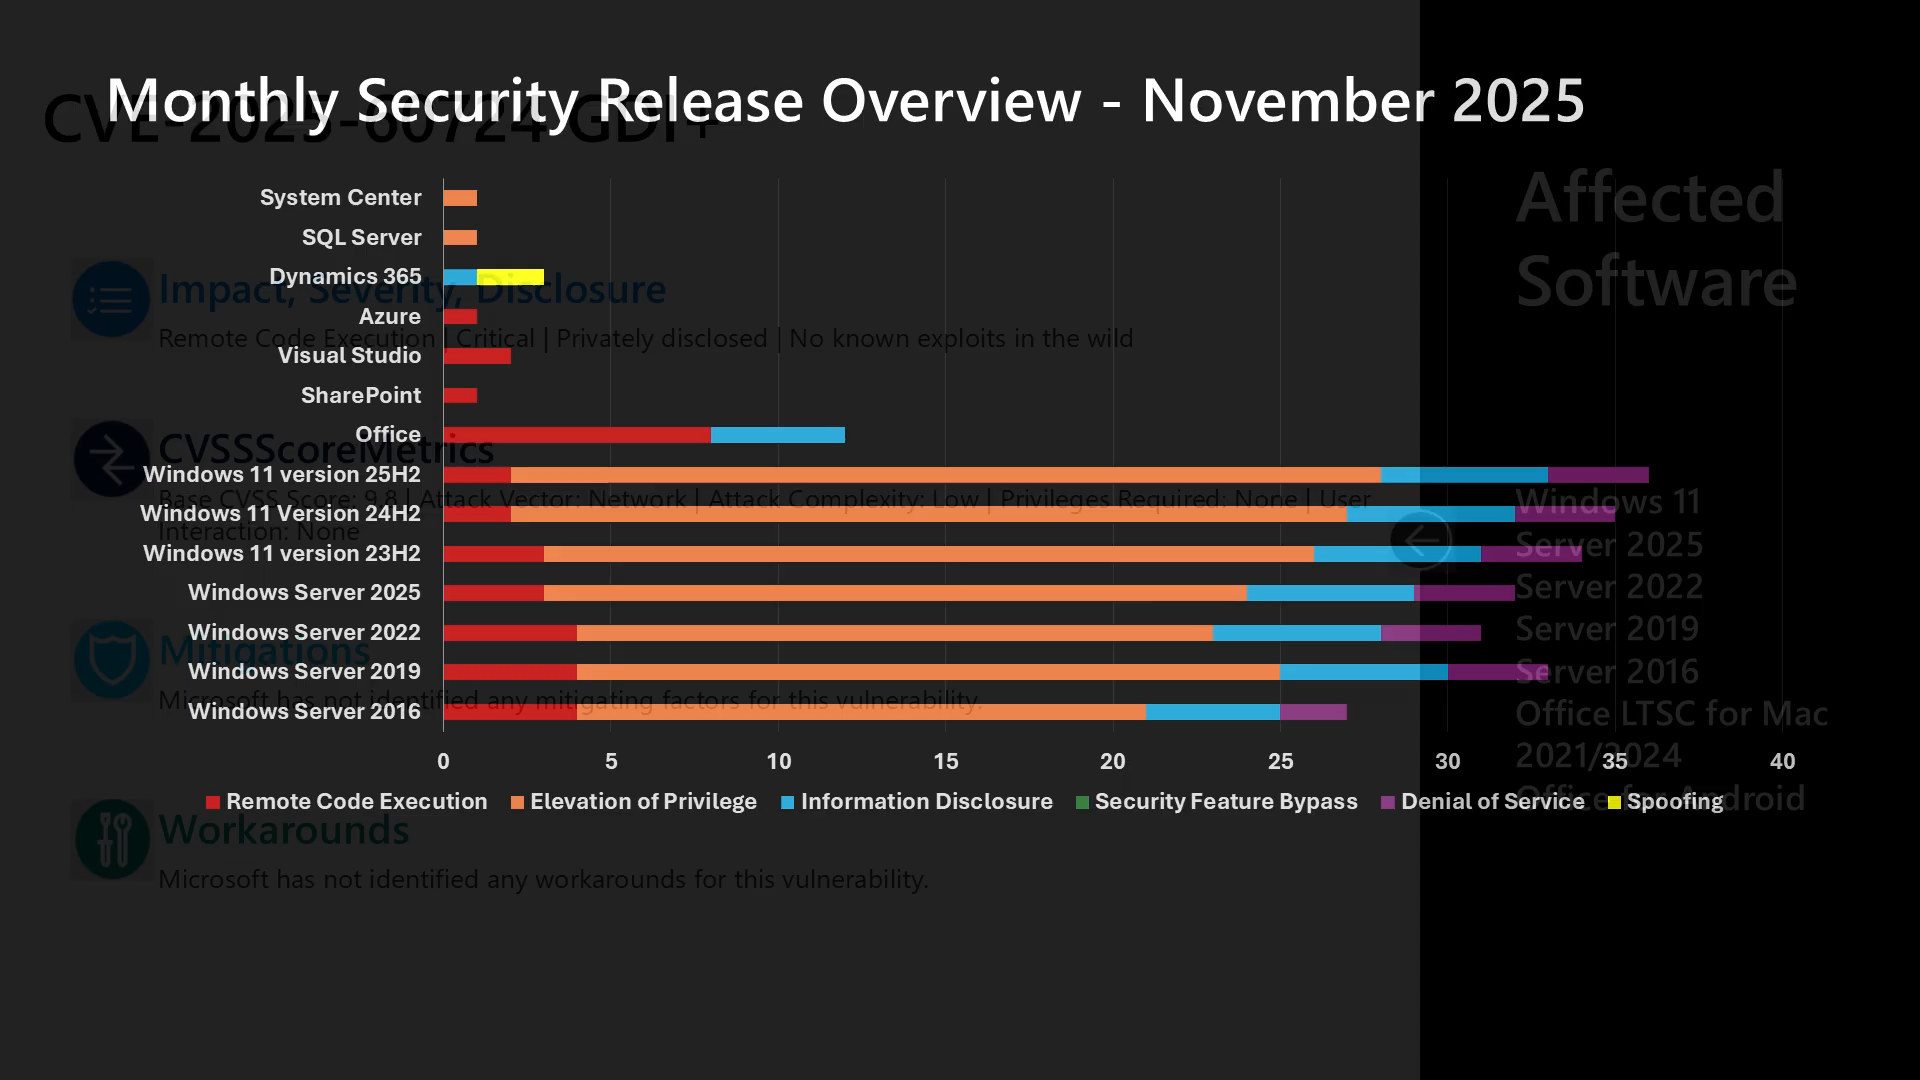 Monthly Security Release Overview - November 2025
CVE-2025-60724 GDI+
Affected
Software
System Center
SQL Server
Dynamics 365
Azure
Visual Studio
SharePoint
Office
Windows 11 version 25H2
Windows 11 Version 24H2
Windows 11 version 23H2
Windows Server 2025
Windows Server 2022
Windows Server 2019
Windows Server 2016
0 5 10 15 20 25 30 35 40
Remote Code Execution Elevation of Privilege Information Disclosure Security Feature Bypass Denial of Service Spoofing
Impact, Severity, Disclosure
Remote Code Execution | Critical | Privately disclosed | No known exploits in the wild
CVSSScoreMetrics
Base CVSS Score: 9.8 | Attack Vector: Network | Attack Complexity: Low | Privileges Required: None | User
Interaction: None
Mitigations
Microsoft has not identified any mitigating factors for this vulnerability.
Workarounds
Microsoft has not identified any workarounds for this vulnerability.
Windows 11
Server 2025
Server 2022
Server 2019
Server 2016
Office LTSC for Mac
2021/2024
Office for Android